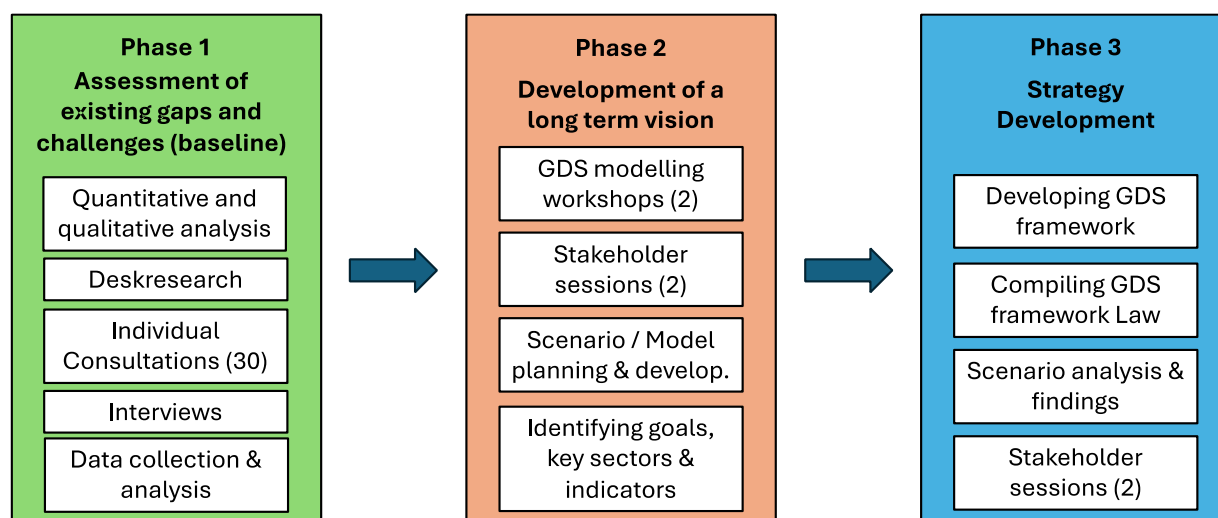 Phase 1
Assessment of
existing gaps and
challenges (baseline)
Quantitative and
qualitative analysis
Deskresearch
Individual
Consultations (30)
Interviews
Data collection &
analysis
Phase 2
Development of a
long term vision
GDS modelling
workshops (2)
Stakeholder
sessions (2)
Scenario / Model
planning & develop.
Identifying goals,
key sectors &
indicators
Phase 3
Strategy
Development
Developing GDS
framework
Compiling GDS
framework Law
Scenario analysis &
findings
Stakeholder
sessions (2)